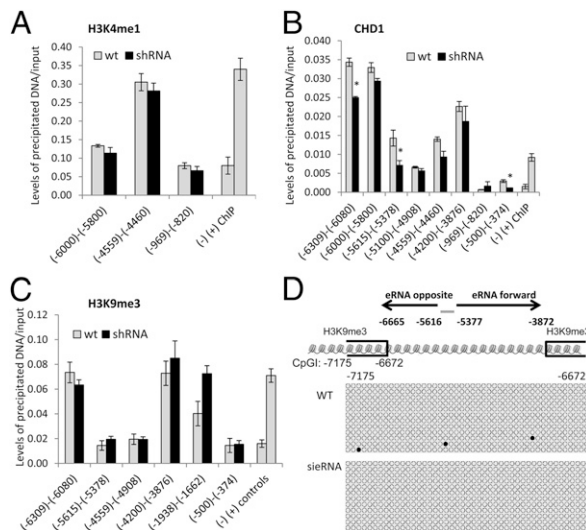 A
H3K4me1
wt shRNA
Levels of precipitated DNA/input
0.40
0.35
0.30
0.25
0.20
0.15
0.10
0.05
0.00
(-6000)-(-5800)
(-4559)-(-4460)
(-969)-(-820)
(-) (+) ChIP
B
CHD1
wt shRNA
Levels of precipitated DNA/input
0.040
0.035
0.030
0.025
0.020
0.015
0.010
0.005
0.000
*
*
*
(-6309)-(-6080)
(-6000)-(-5800)
(-5615)-(-5378)
(-5100)-(-4908)
(-4559)-(-4460)
(-4200)-(-3876)
(-969)-(-820)
(-500)-(-374)
(-) (+) ChIP
C
H3K9me3
wt shRNA
Levels of precipitated DNA/input
0.12
0.10
0.08
0.06
0.04
0.02
0.00
(-6309)-(-6080)
(-5615)-(-5378)
(-4559)-(-4908)
(-4200)-(-3876)
(-1938)-(-1662)
(-500)-(-374)
(-) (+) controls
D
eRNA opposite eRNA forward
-6665 -5616 -5377 -3872
H3K9me3 H3K9me3
CpGI: -7175 -6672
-7175 -6672
WT
sieRNA